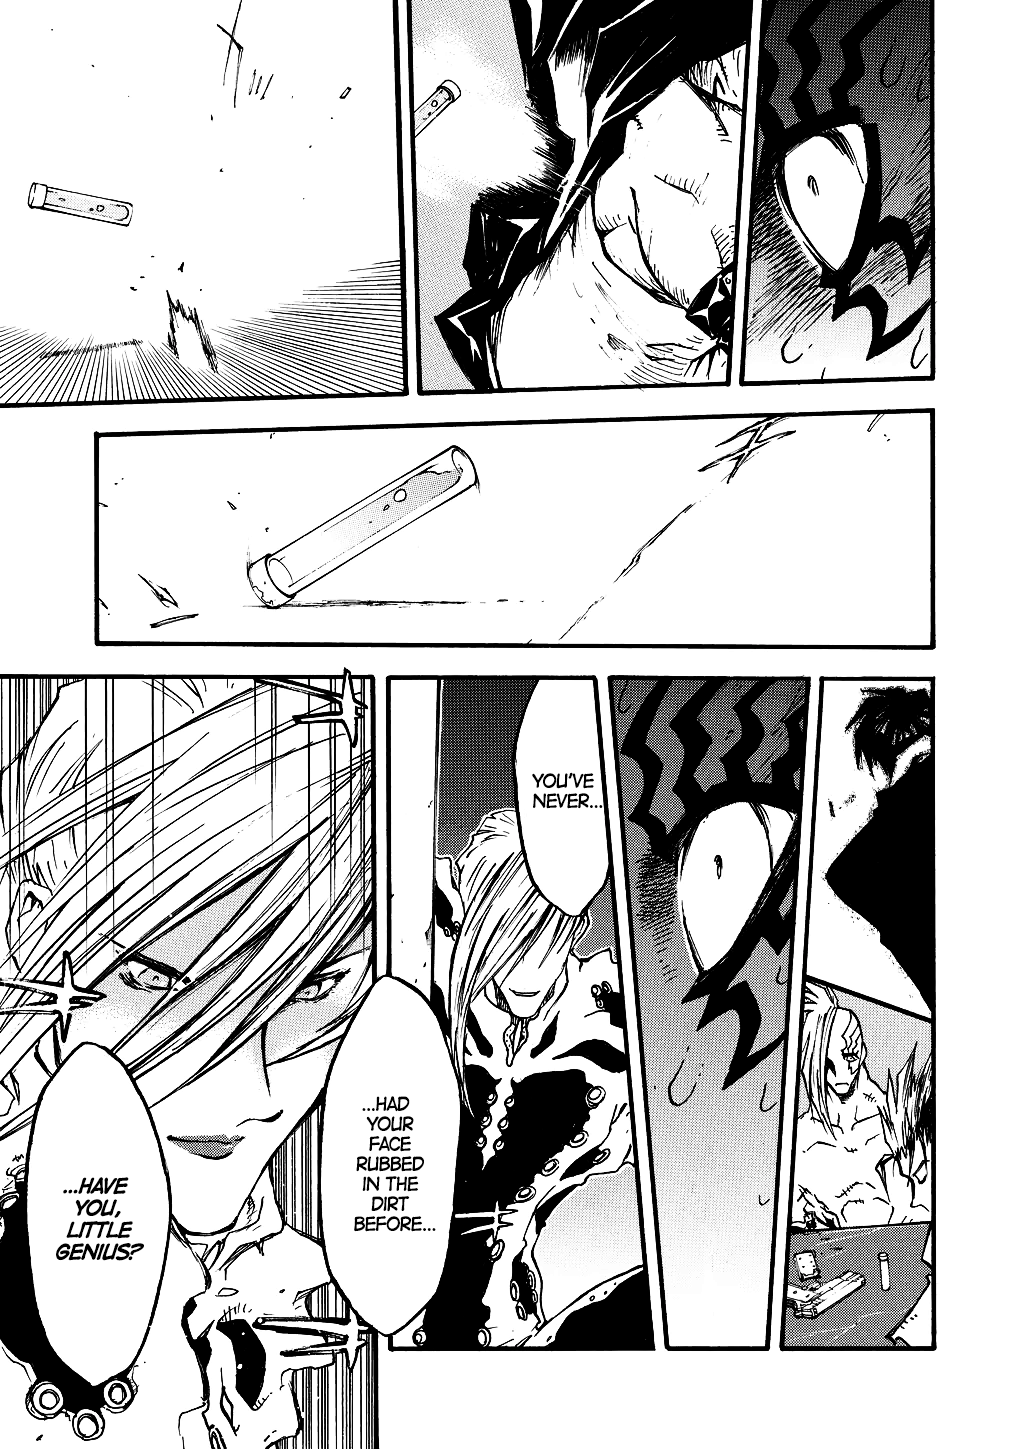 YOU'VE
NEVER...
...HAD
YOUR
FACE
RUBBED
IN THE
DIRT
BEFORE...
...HAVE
YOU,
LITTLE
GENIUS?